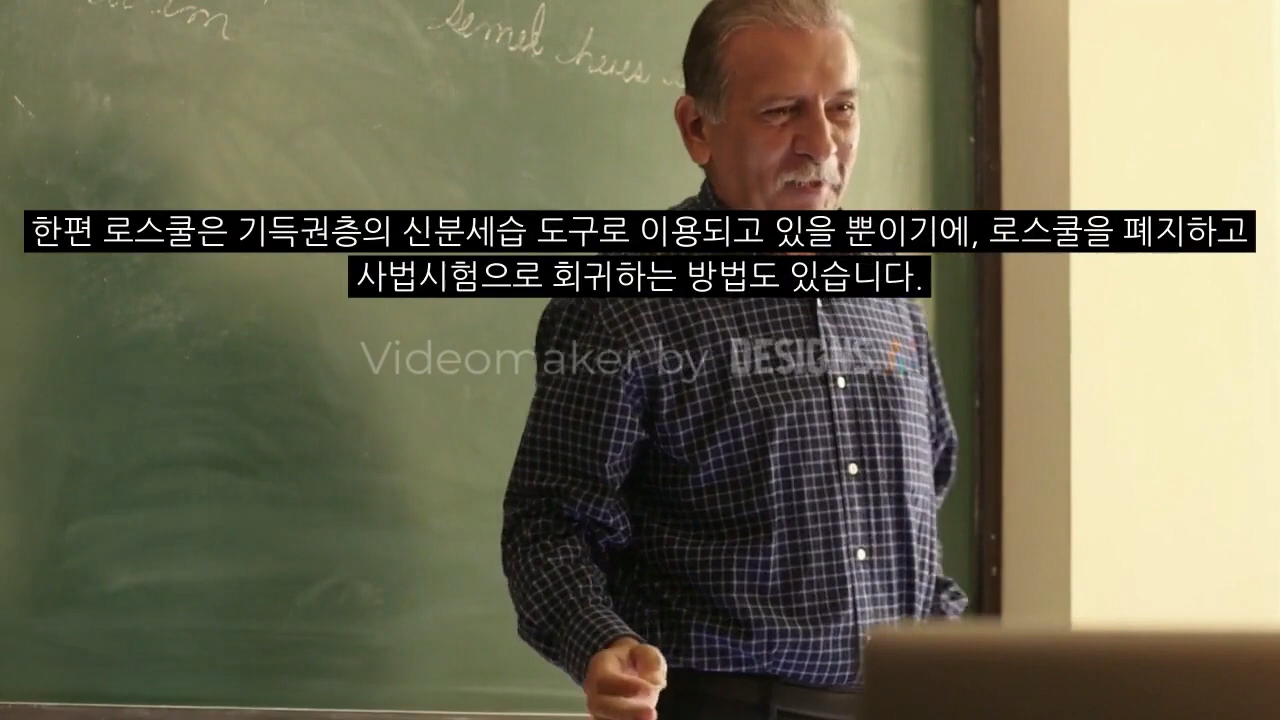 한편 로스쿨은 기득권층의 신분세습 도구로 이용되고 있을 뿐이기에, 로스쿨을 폐지하고
사법시험으로 회귀하는 방법도 있습니다.
Videomaker by DESIGNS.AI